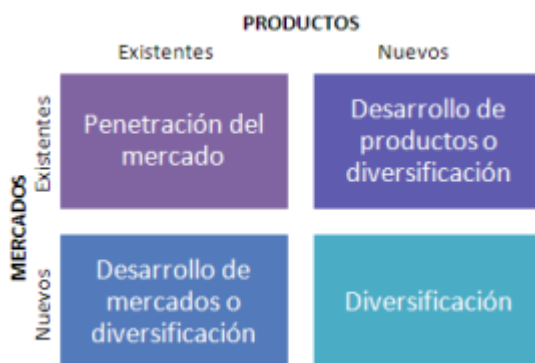 PRODUCTOS
Existentes
Nuevos
MERCADOS
Existentes
Penetración del
mercado
Desarrollo de
productos o
diversificación
Nuevos
Desarrollo de
mercados o
diversificación
Diversificación